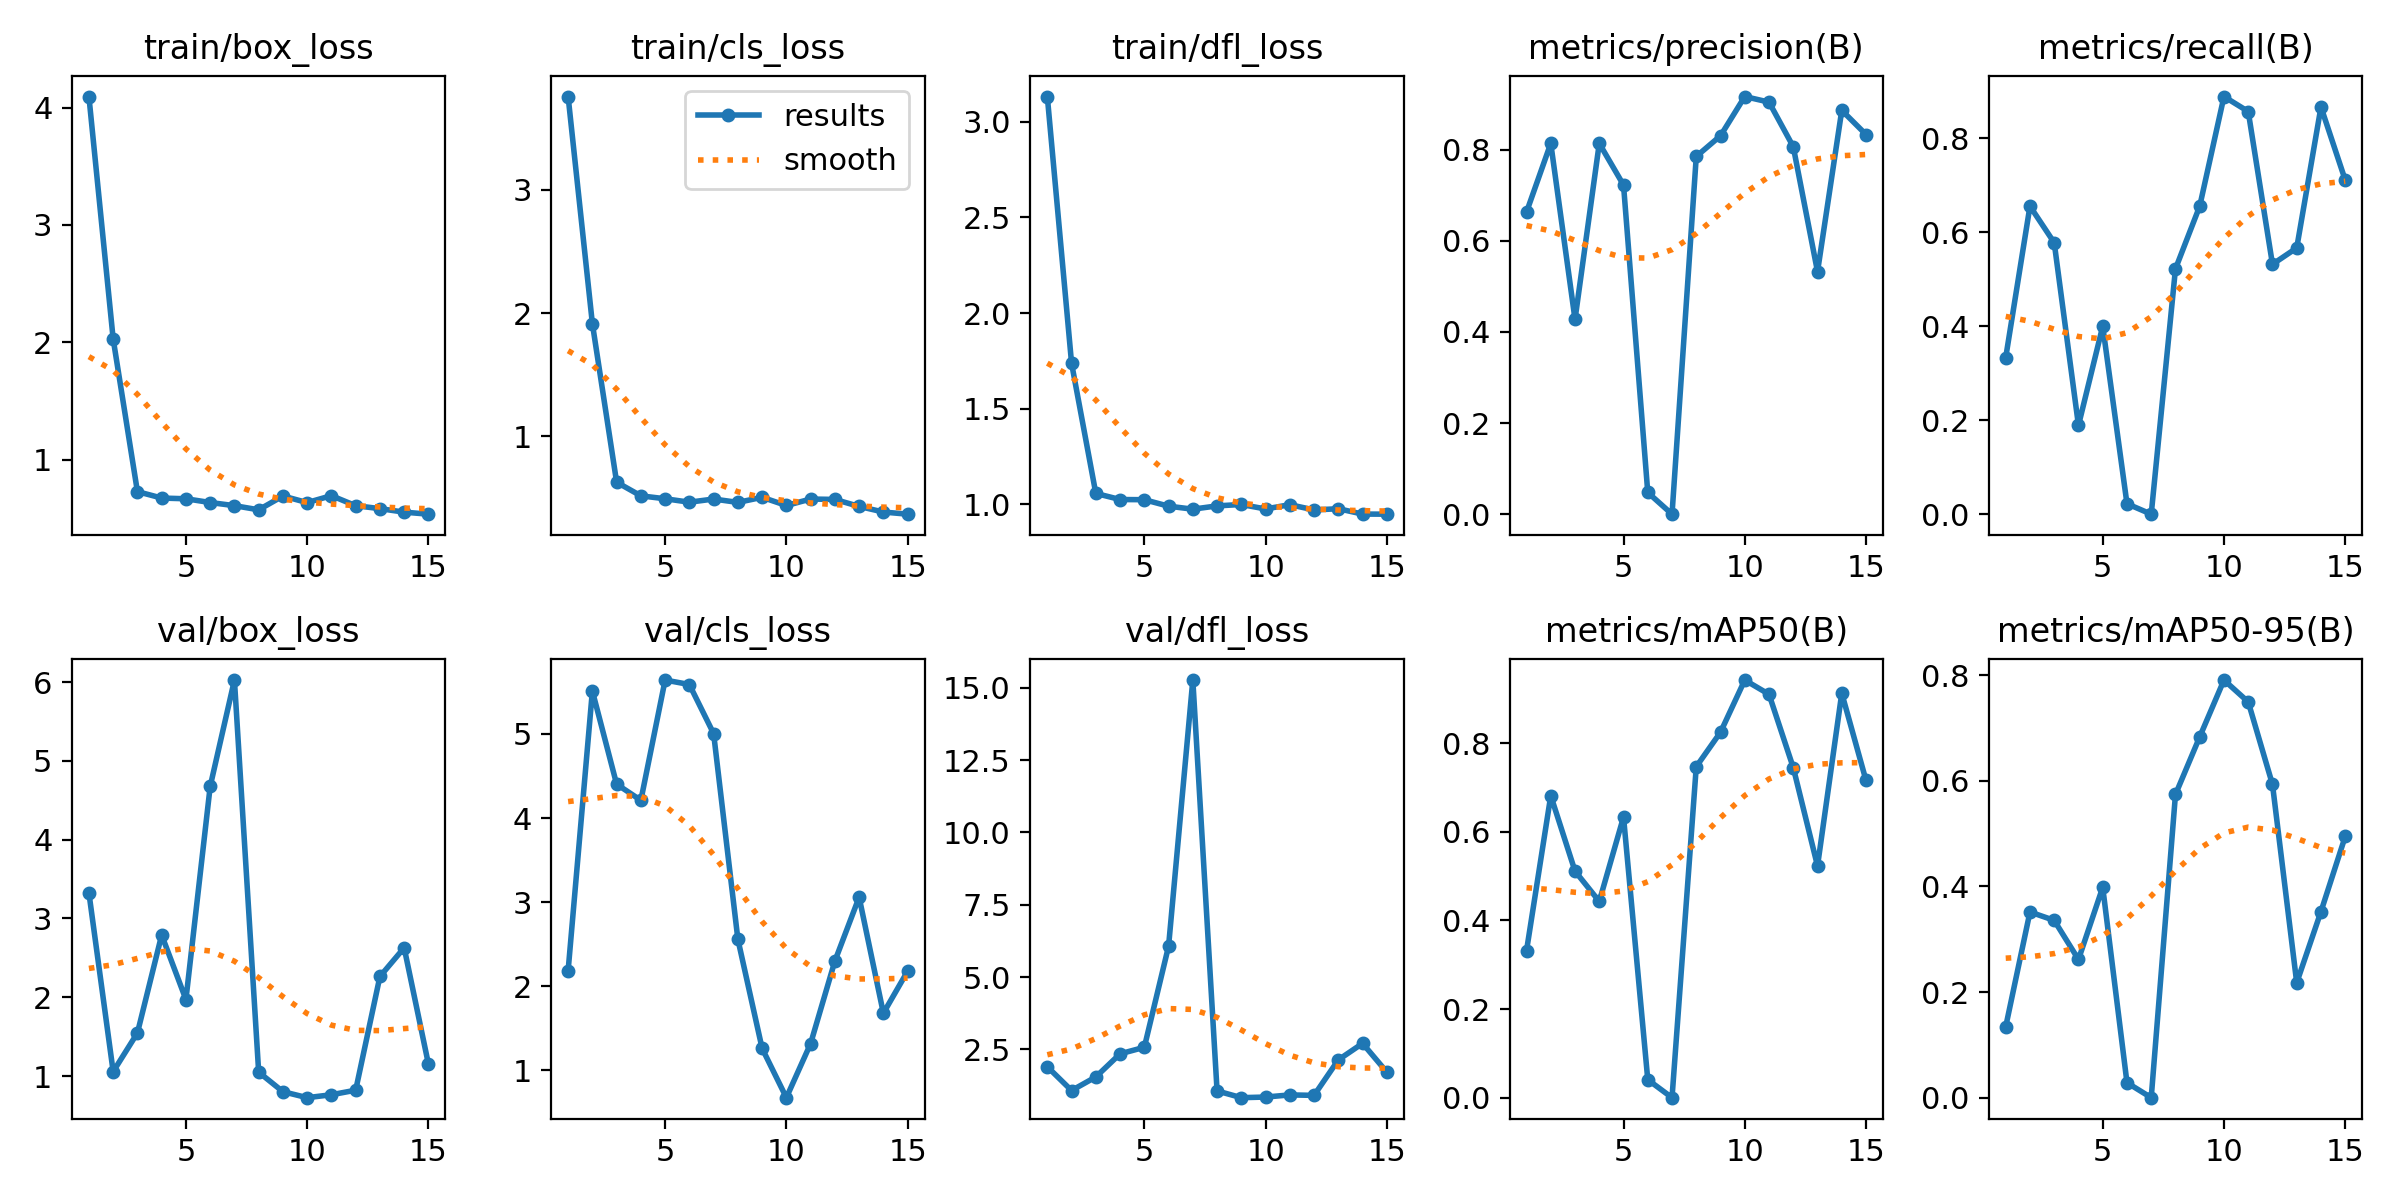 train/box_loss
train/cls_loss
train/dfl_loss
metrics/precision(B)
metrics/recall(B)
results
smooth
4
3
2
1
5 10 15
3
2
1
5 10 15
3.0
2.5
2.0
1.5
1.0
5 10 15
0.8
0.6
0.4
0.2
0.0
5 10 15
0.8
0.6
0.4
0.2
0.0
5 10 15
val/box_loss
val/cls_loss
val/dfl_loss
metrics/mAP50(B)
metrics/mAP50-95(B)
6
5
4
3
2
1
5 10 15
5
4
3
2
1
5 10 15
15.0
12.5
10.0
7.5
5.0
2.5
5 10 15
0.8
0.6
0.4
0.2
0.0
5 10 15
0.8
0.6
0.4
0.2
0.0
5 10 15